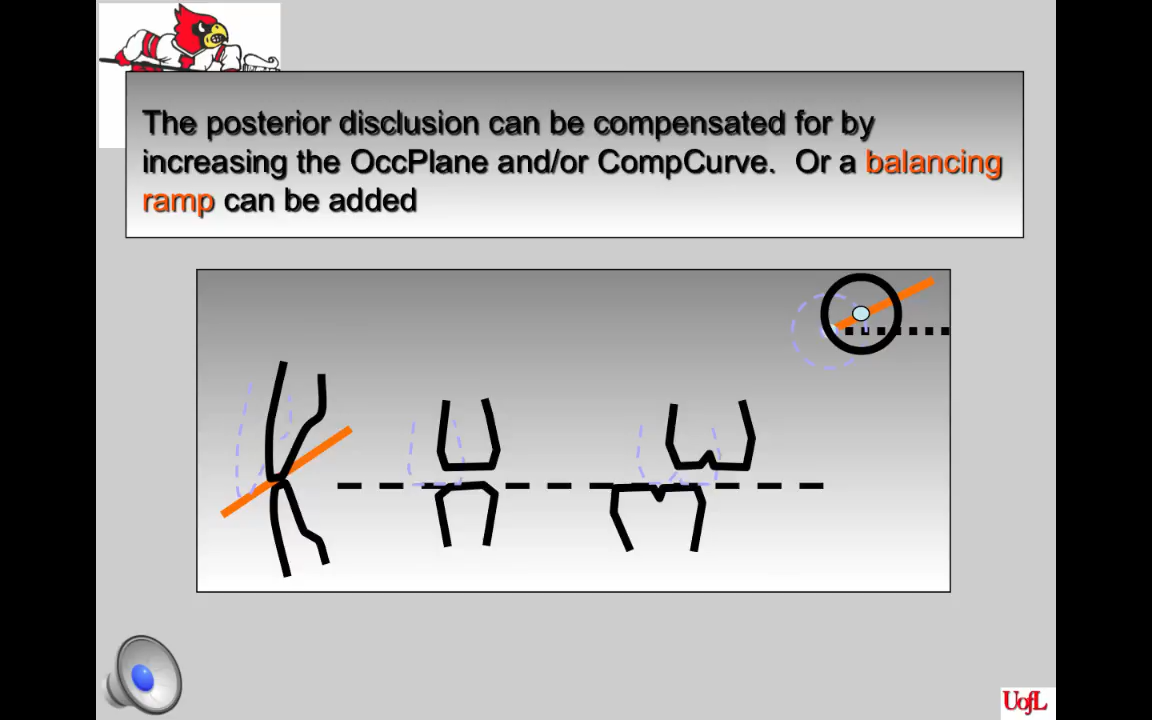 The posterior disclusion can be compensated for by
increasing the OccPlane and/or CompCurve. Or a balancing
ramp can be added
UofL